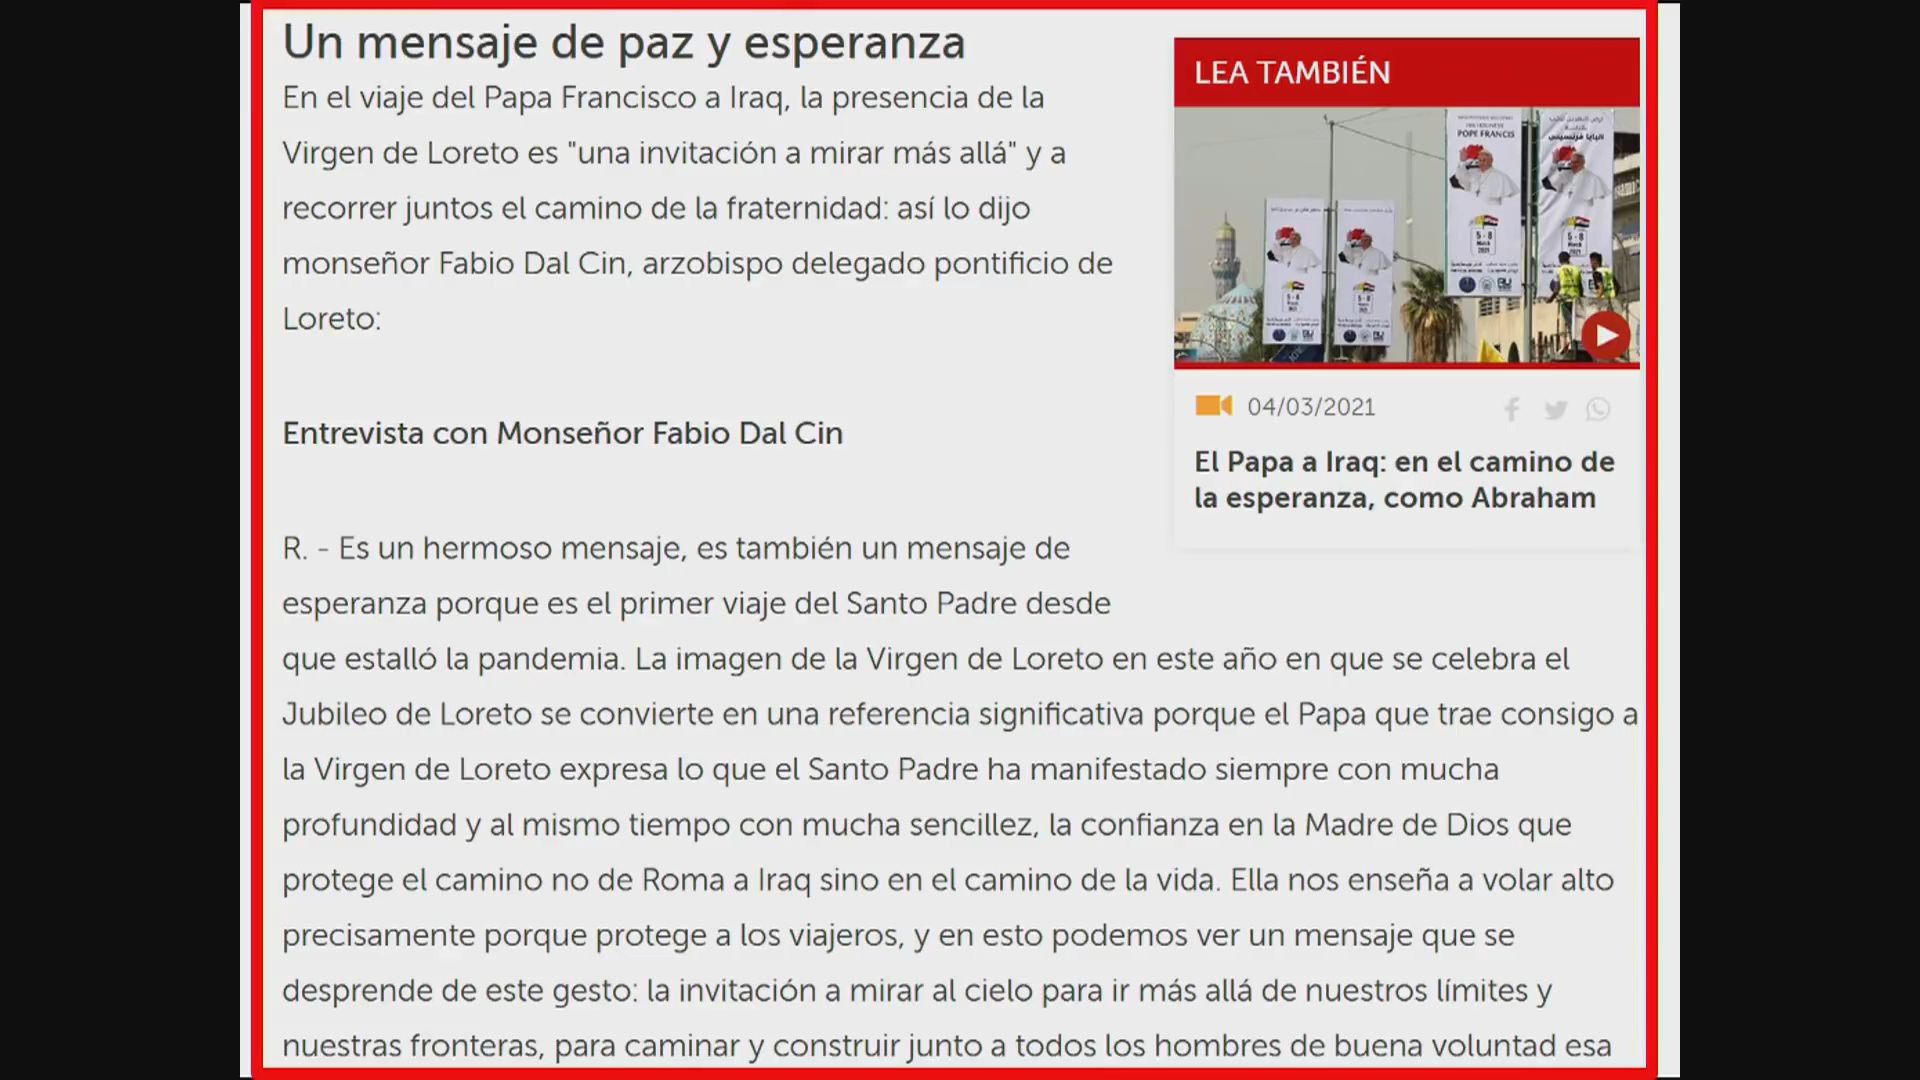 Un mensaje de paz y esperanza
En el viaje del Papa Francisco a Iraq, la presencia de la
Virgen de Loreto es "una invitación a mirar más allá" y a
recorrer juntos el camino de la fraternidad: así lo dijo
monseñor Fabio Dal Cin, arzobispo delegado pontificio de
Loreto:
Entrevista con Monseñor Fabio Dal Cin
R. - Es un hermoso mensaje, es también un mensaje de
esperanza porque es el primer viaje del Santo Padre desde
que estalló la pandemia. La imagen de la Virgen de Loreto en este año en que se celebra el
Jubileo de Loreto se convierte en una referencia significativa porque el Papa que trae consigo a
la Virgen de Loreto expresa lo que el Santo Padre ha manifestado siempre con mucha
profundidad y al mismo tiempo con mucha sencillez, la confianza en la Madre de Dios que
protege el camino no de Roma a Iraq sino en el camino de la vida. Ella nos enseña a volar alto
precisamente porque protege a los viajeros, y en esto podemos ver un mensaje que se
desprende de este gesto: la invitación a mirar al cielo para ir más allá de nuestros límites y
nuestras fronteras, para caminar y construir junto a todos los hombres de buena voluntad esa
LEA TAMBIÉN
POPE FRANCIS
5 - 8
5 - 8
5 - 8
5 - 8
04/03/2021
El Papa a Iraq: en el camino de
la esperanza, como Abraham